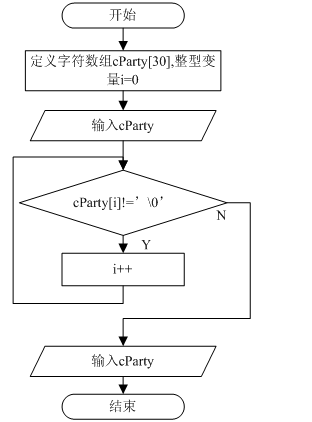 开始
定义字符数组cParty[30],整型变
量i=0
输入cParty
cParty[i]!=’\0’
N
Y
i++
输入cParty
结束